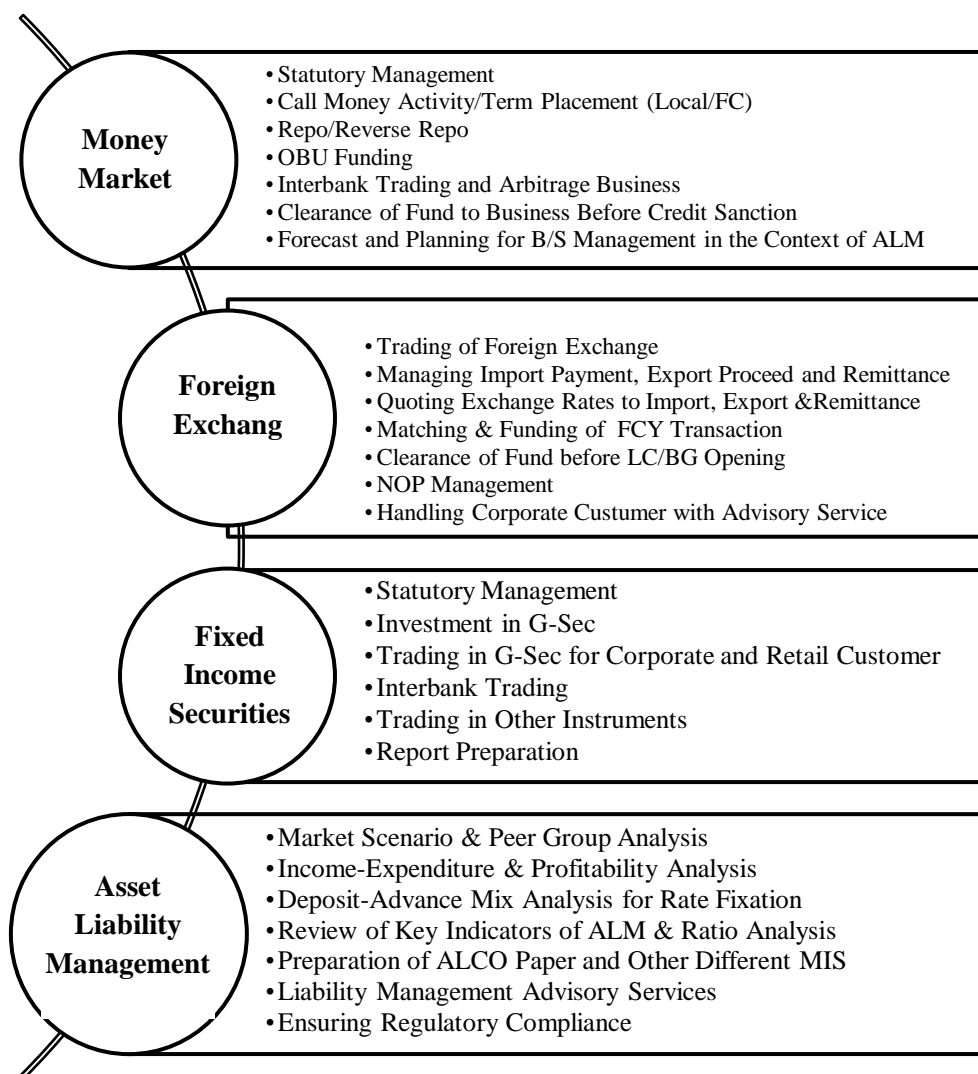 Money
Market
• Statutory Management
• Call Money Activity/Term Placement (Local/FC)
• Repo/Reverse Repo
• OBU Funding
• Interbank Trading and Arbitrage Business
• Clearance of Fund to Business Before Credit Sanction
• Forecast and Planning for B/S Management in the Context of ALM
Foreign
Exchang
• Trading of Foreign Exchange
• Managing Import Payment, Export Proceed and Remittance
• Quoting Exchange Rates to Import, Export &Remittance
• Matching & Funding of FCY Transaction
• Clearance of Fund before LC/BG Opening
• NOP Management
• Handling Corporate Custumer with Advisory Service
Fixed
Income
Securities
• Statutory Management
• Investment in G-Sec
• Trading in G-Sec for Corporate and Retail Customer
• Interbank Trading
• Trading in Other Instruments
• Report Preparation
Asset
Liability
Management
• Market Scenario & Peer Group Analysis
• Income-Expenditure & Profitability Analysis
• Deposit-Advance Mix Analysis for Rate Fixation
• Review of Key Indicators of ALM & Ratio Analysis
• Preparation of ALCO Paper and Other Different MIS
• Liability Management Advisory Services
• Ensuring Regulatory Compliance